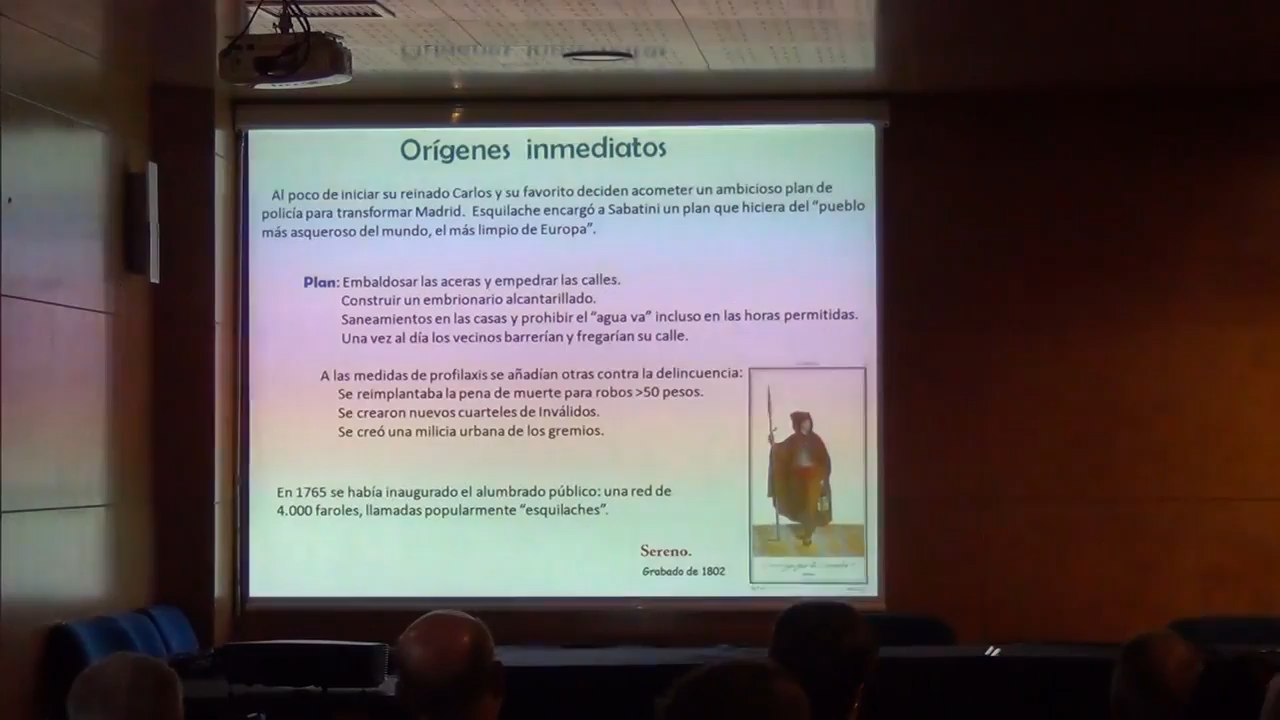 Orígenes inmediatos
Al poco de iniciar su reinado Carlos y su favorito deciden acometer un ambicioso plan de
policía para transformar Madrid. Esquilache encargó a Sabatini un plan que hiciera del “pueblo
más asqueroso del mundo, el más limpio de Europa”.
Plan: Embaldosar las aceras y empedrar las calles.
Construir un embrionario alcantarillado.
Saneamientos en las casas y prohibir el “agua va” incluso en las horas permitidas.
Una vez al día los vecinos barrerían y fregarían su calle.
A las medidas de profilaxis se añadían otras contra la delincuencia:
Se reimplantaba la pena de muerte para robos >50 pesos.
Se crearon nuevos cuarteles de Inválidos.
Se creó una milicia urbana de los gremios.
En 1765 se había inaugurado el alumbrado público: una red de
4.000 faroles, llamadas popularmente “esquilaches”.
Sereno.
Grabado de 1802